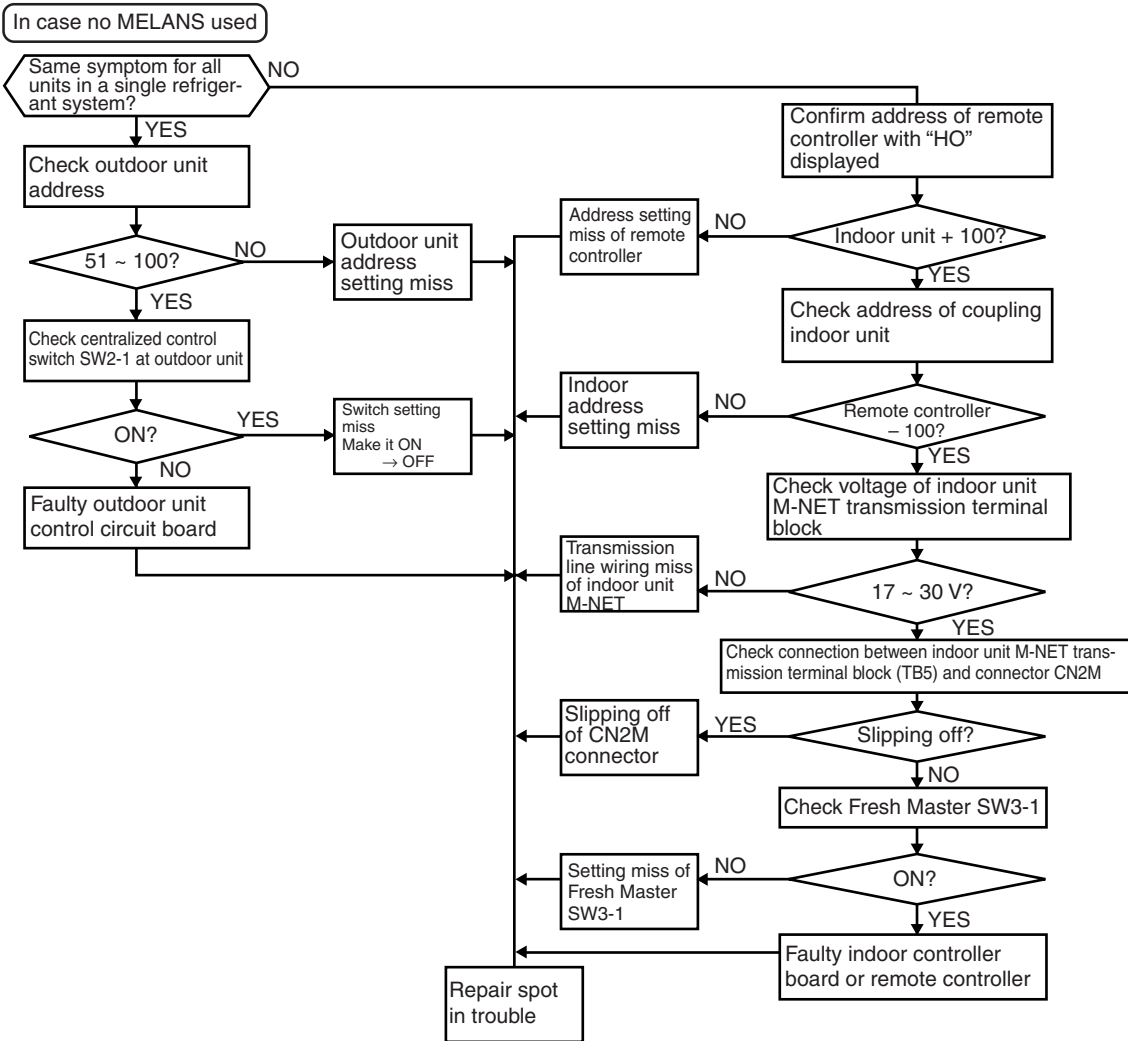 In case no MELANS used
Same symptom for all
units in a single refriger-
ant system?
NO
YES
Check outdoor unit
address
51 ~ 100?
NO
Outdoor unit
address
setting miss
YES
Check centralized control
switch SW2-1 at outdoor unit
ON?
YES
Switch setting
miss
Make it ON
→ OFF
NO
Faulty outdoor unit
control circuit board
Confirm address of remote
controller with “HO”
displayed
Indoor unit + 100?
NO
Address setting
miss of remote
controller
YES
Check address of coupling
indoor unit
Remote controller
– 100?
NO
Indoor
address
setting miss
YES
Check voltage of indoor unit
M-NET transmission terminal
block
17 ~ 30 V?
NO
Transmission
line wiring miss
of indoor unit
M-NET
YES
Check connection between indoor unit M-NET trans-
mission terminal block (TB5) and connector CN2M
Slipping off?
YES
Slipping off
of CN2M
connector
NO
Check Fresh Master SW3-1
ON?
NO
Setting miss of
Fresh Master
SW3-1
YES
Faulty indoor controller
board or remote controller
Repair spot
in trouble